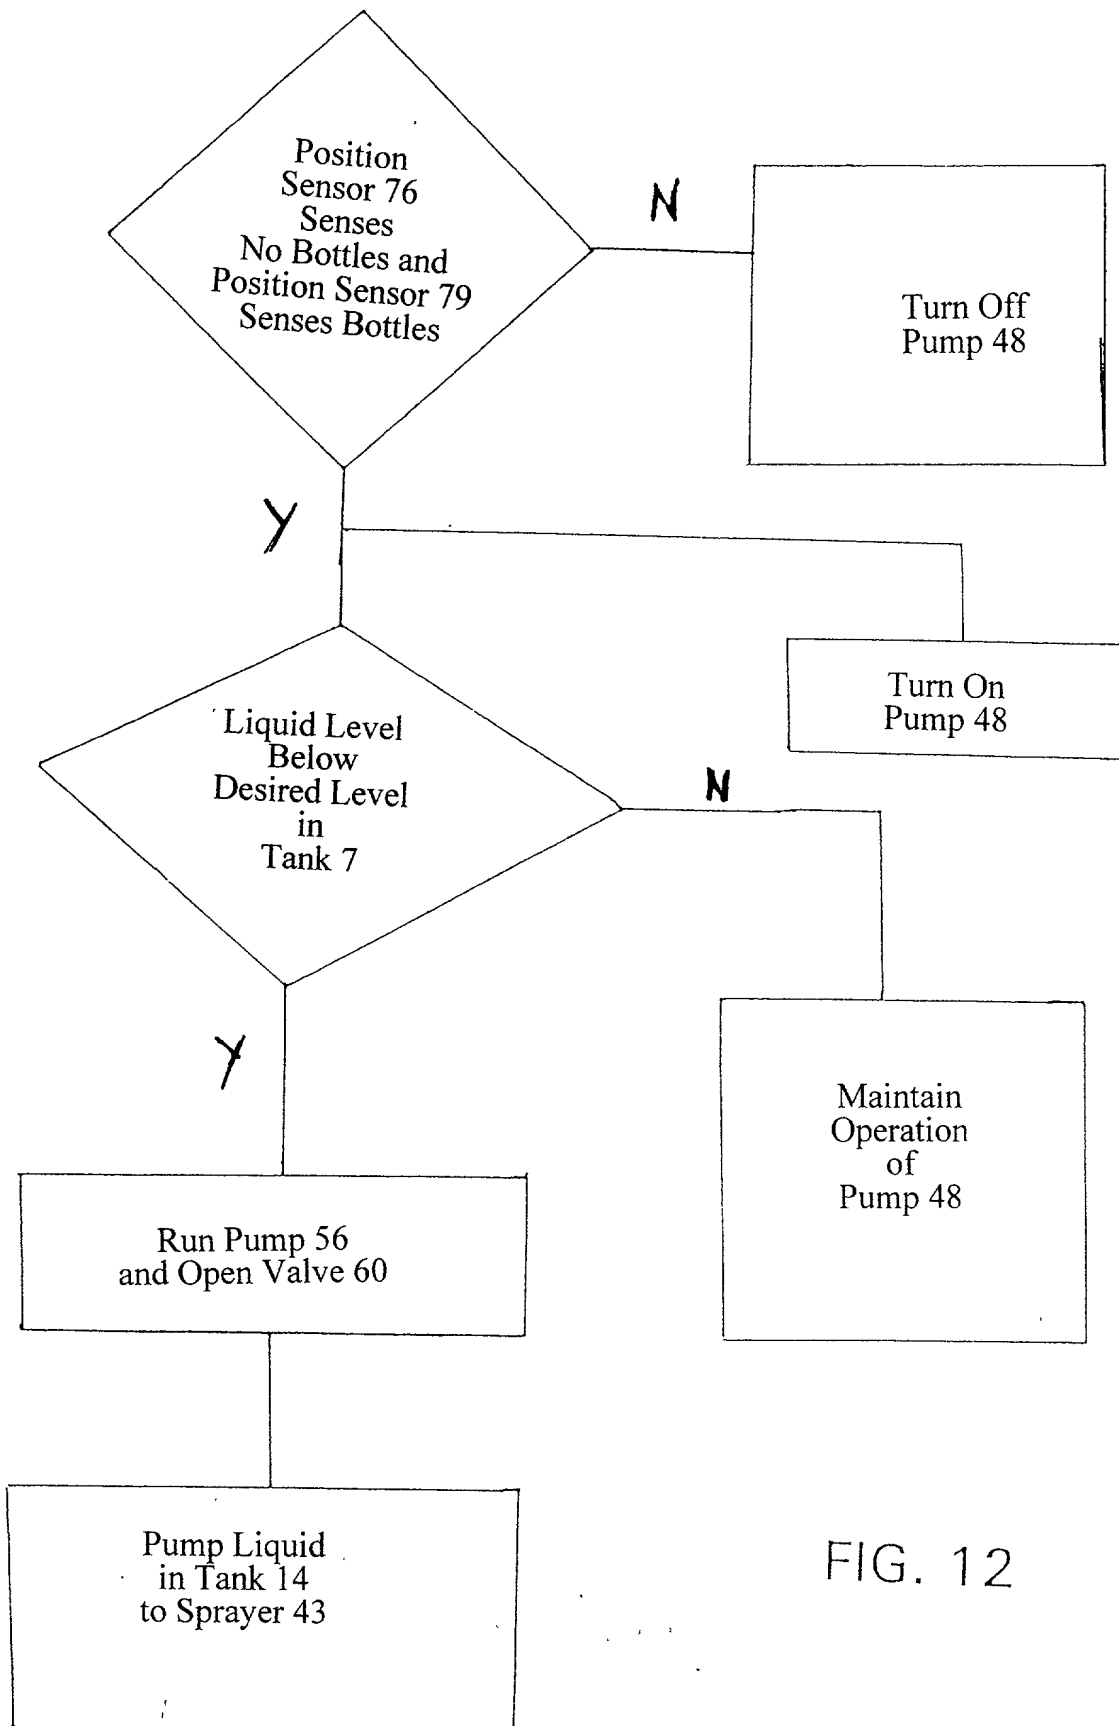 Position
Sensor 76
Senses
No Bottles and
Position Sensor 79
Senses Bottles
N
Turn Off
Pump 48
Y
Turn On
Pump 48
Liquid Level
Below
Desired Level
in
Tank 7
N
Y
Maintain
Operation
of
Pump 48
Run Pump 56
and Open Valve 60
Pump Liquid
in Tank 14
to Sprayer 43
FIG. 12